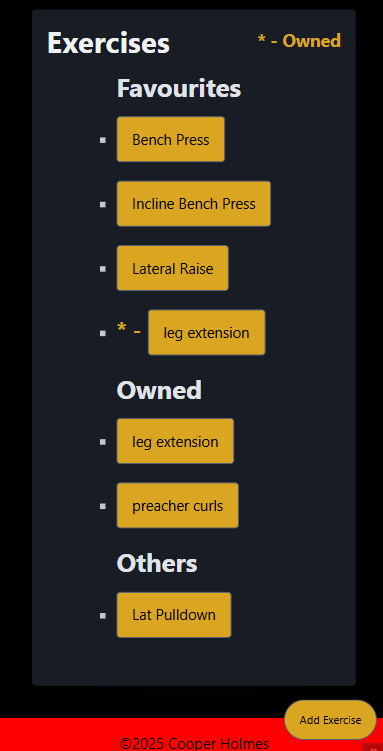 Exercises
* - Owned
Favourites
Bench Press
Incline Bench Press
Lateral Raise
* - leg extension
Owned
leg extension
preacher curls
Others
Lat Pulldown
Add Exercise
©2025 Cooper Holmes